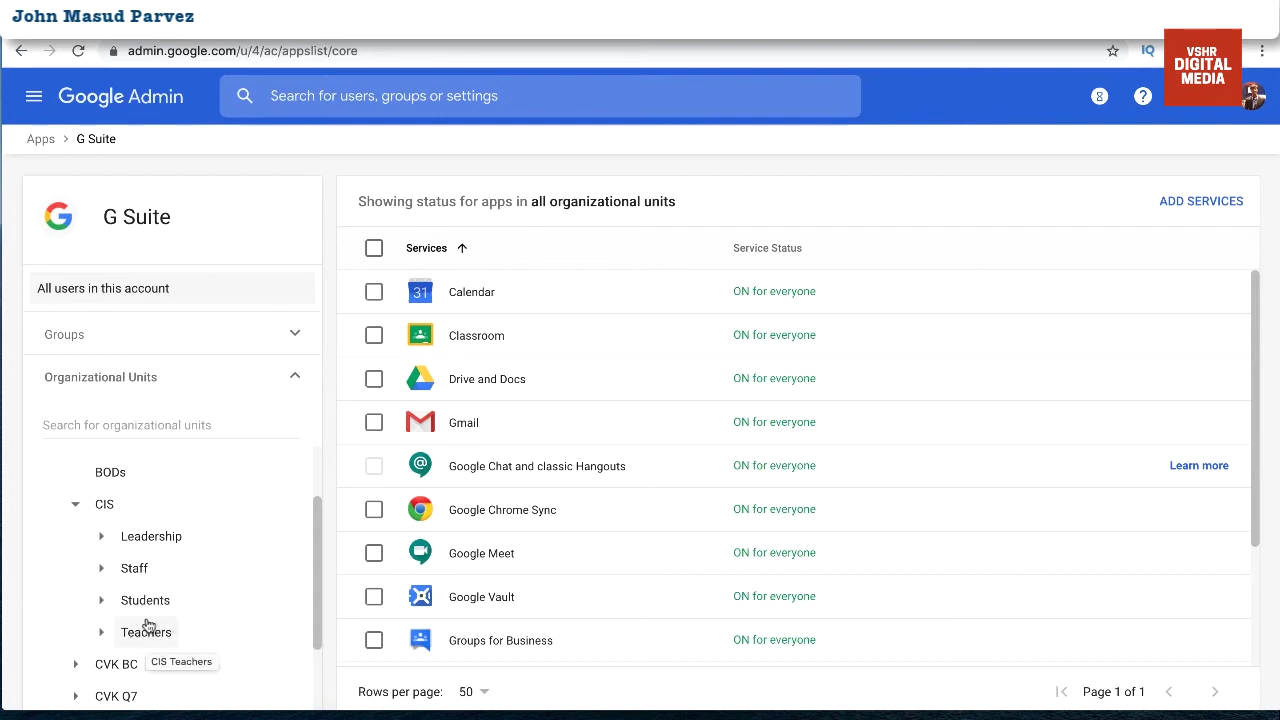 John Masud Parvez
admin.google.com/u/4/ac/appslist/core
IQ
VSHR
DIGITAL
MEDIA
Google Admin
Search for users, groups or settings
Apps > G Suite
G Suite
All users in this account
Groups
Organizational Units
Search for organizational units
BODs
CIS
Leadership
Staff
Students
Teachers
CIS Teachers
CVK BC
CVK Q7
Showing status for apps in all organizational units
ADD SERVICES
Services Service Status
31 Calendar ON for everyone
Classroom ON for everyone
Drive and Docs ON for everyone
Gmail ON for everyone
Google Chat and classic Hangouts ON for everyone Learn more
Google Chrome Sync ON for everyone
Google Meet ON for everyone
Google Vault ON for everyone
Groups for Business ON for everyone
Rows per page: 50 Page 1 of 1